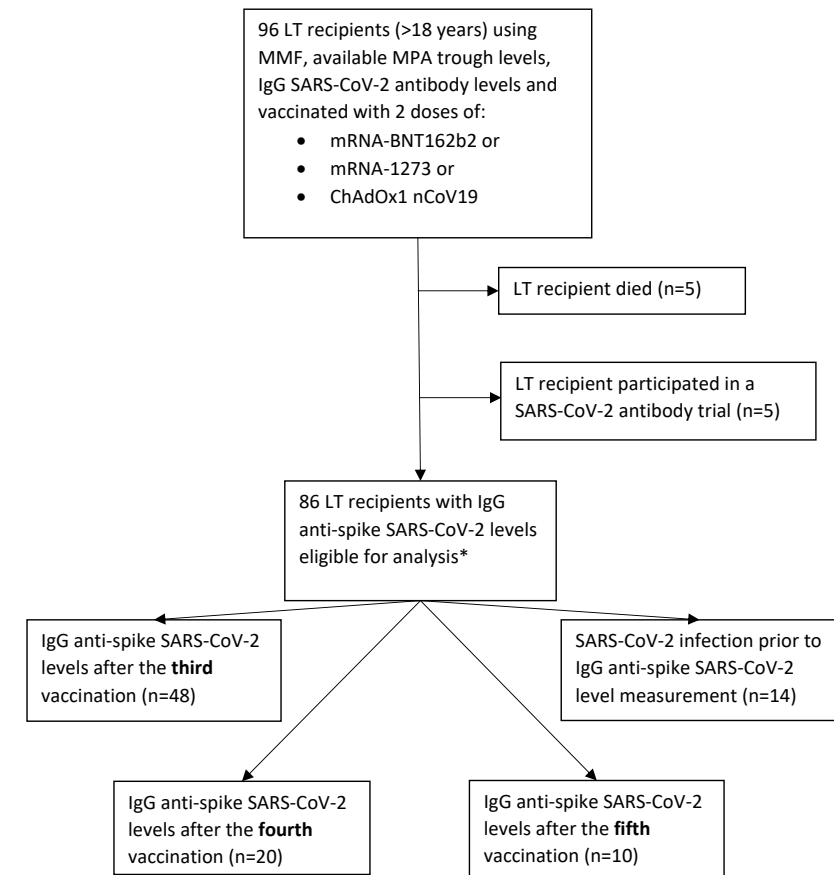 96 LT recipients (>18 years) using
MMF, available MPA trough levels,
IgG SARS-CoV-2 antibody levels and
vaccinated with 2 doses of:
• mRNA-BNT162b2 or
• mRNA-1273 or
• ChAdOx1 nCoV19
LT recipient died (n=5)
LT recipient participated in a
SARS-CoV-2 antibody trial (n=5)
86 LT recipients with IgG
anti-spike SARS-CoV-2 levels
eligible for analysis*
IgG anti-spike SARS-CoV-2
levels after the third
vaccination (n=48)
SARS-CoV-2 infection prior to
IgG anti-spike SARS-CoV-2
level measurement (n=14)
IgG anti-spike SARS-CoV-2
levels after the fourth
vaccination (n=20)
IgG anti-spike SARS-CoV-2
levels after the fifth
vaccination (n=10)